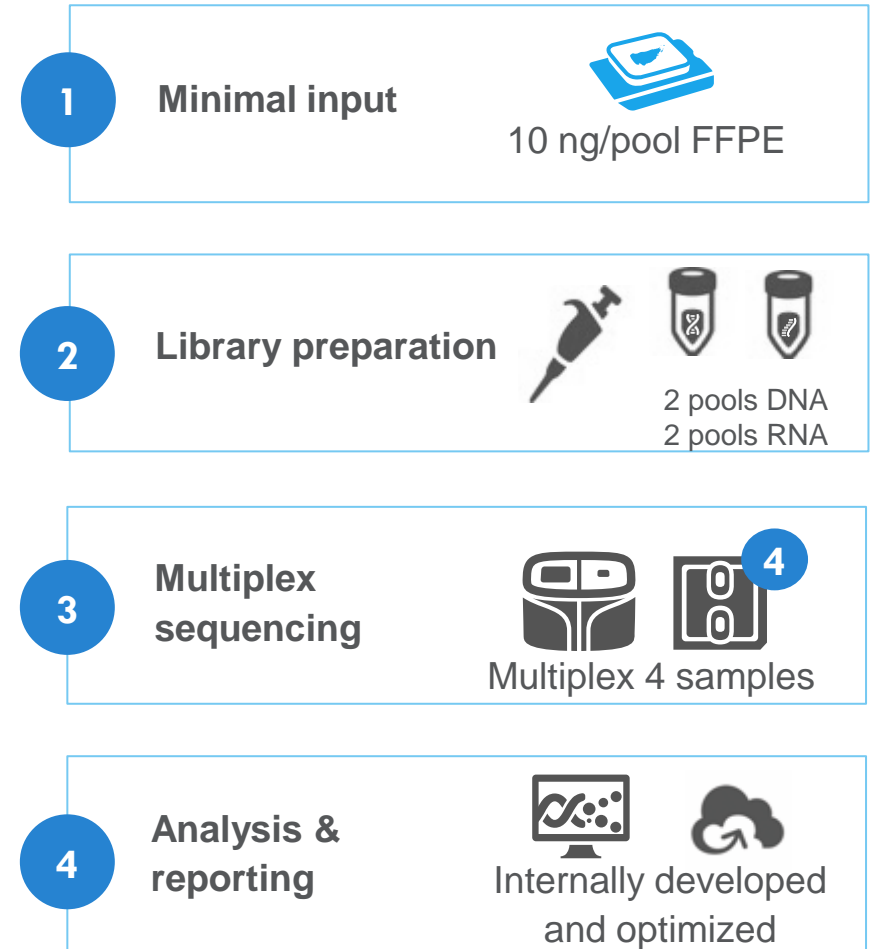 1
Minimal input
10 ng/pool FFPE
2
Library preparation
2 pools DNA
2 pools RNA
3
Multiplex
sequencing
4
Multiplex 4 samples
4
Analysis &
reporting
Internally developed
and optimized